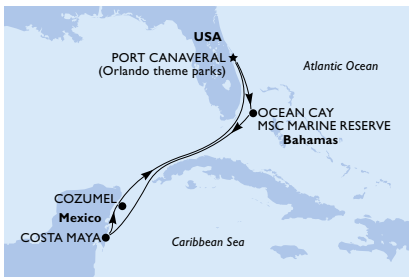 USA
PORT CANAVERAL
(Orlando theme parks)
Atlantic Ocean
OCEAN CAY
MSC MARINE RESERVE
Bahamas
COZUMEL
Mexico
COSTA MAYA
Caribbean Sea